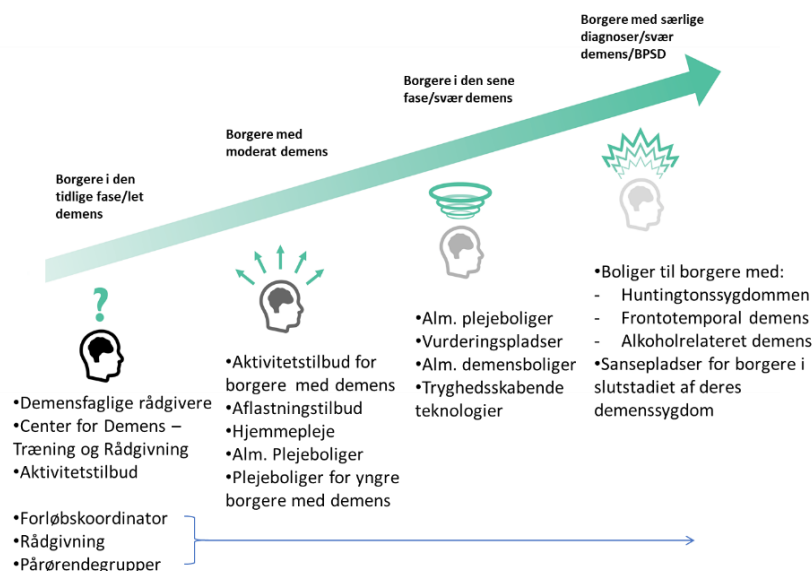 Borgere i den
tidlige fase/let
demens
?
•Demensfaglige rådgivere
•Center for Demens –
Træning og Rådgivning
•Aktivitetstilbud
•Forløbskoordinator
•Rådgivning
•Pårørendegrupper
Borgere med
moderat demens
•Aktivitetstilbud for
borgere med demens
•Aflastningstilbud
•Hjemmepleje
•Alm. Plejeboliger
•Plejeboliger for yngre
borgere med demens
Borgere i den sene
fase/svær demens
•Alm. plejeboliger
•Vurderingspladser
•Alm. demensboliger
•Tryghedsskabende
teknologier
Borgere med særlige
diagnoser/svær
demens/BPSD
•Boliger til borgere med:
- Huntingtonssygdommen
- Frontotemporal demens
- Alkoholrelateret demens
•Sansepladser for borgere i
slutstadiet af deres
demenssygdom